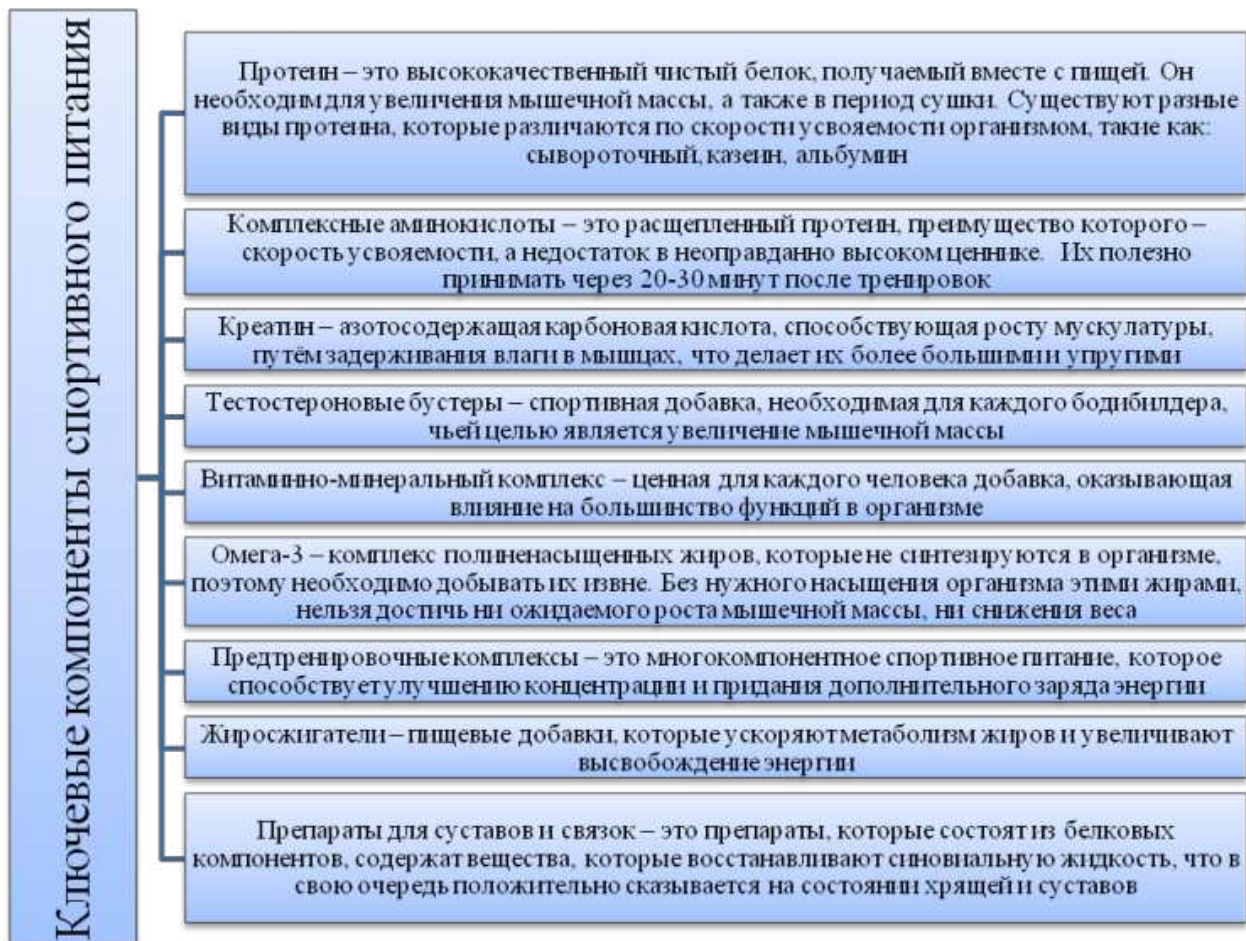 Ключевые компоненты спортивного питания
Протеин – это высококачественный чистый белок, получаемый вместе с пищей. Он
необходим для увеличения мышечной массы, а также в период сушки. Существуют разные
виды протеина, которые различаются по скорости усвояемости организмом, такие как:
сывороточный, казеин, альбумин
Комплексные аминокислоты – это расщепленный протеин, преимущество которого –
скорость усвояемости, а недостаток в неоправданно высоком ценнике. Их полезно
принимать через 20-30 минут после тренировок
Креатин – азотосодержащая карбоновая кислота, способствующая росту мускулатуры,
путём задерживания влаги в мышцах, что делает их более большими и упругими
Тестостероновые бустеры – спортивная добавка, необходимая для каждого бодибилдера,
чьей целью является увеличение мышечной массы
Витаминно-минеральный комплекс – ценная для каждого человека добавка, оказывающая
влияние на большинство функций в организме
Омега-3 – комплекс полиненасыщенных жиров, которые не синтезируются в организме,
поэтому необходимо добывать их извне. Без нужного насыщения организма этими жирами,
нельзя достичь ни ожидаемого роста мышечной массы, ни снижения веса
Предтренировочные комплексы – это многокомпонентное спортивное питание, которое
способствует улучшению концентрации и придания дополнительного заряда энергии
Жиросжигатели – пищевые добавки, которые ускоряют метаболизм жиров и увеличивают
высвобождение энергии
Препараты для суставов и связок – это препараты, которые состоят из белковых
компонентов, содержат вещества, которые восстанавливают синовиальную жидкость, что в
свою очередь положительно сказывается на состоянии хрящей и суставов